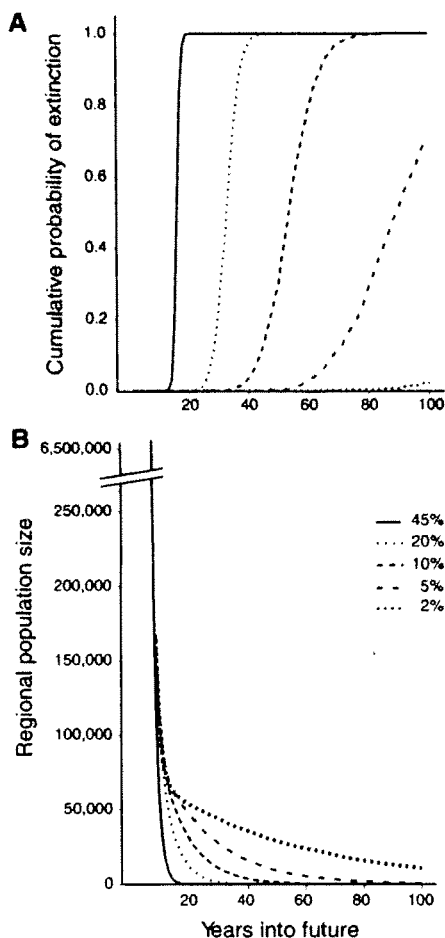 A
Cumulative probability of extinction
1.0
0.8
0.6
0.4
0.2
0.0
20 40 60 80 100
B
Regional population size
6,500,000
250,000
200,000
150,000
100,000
50,000
0
45%
20%
10%
5%
2%
20 40 60 80 100
Years into future